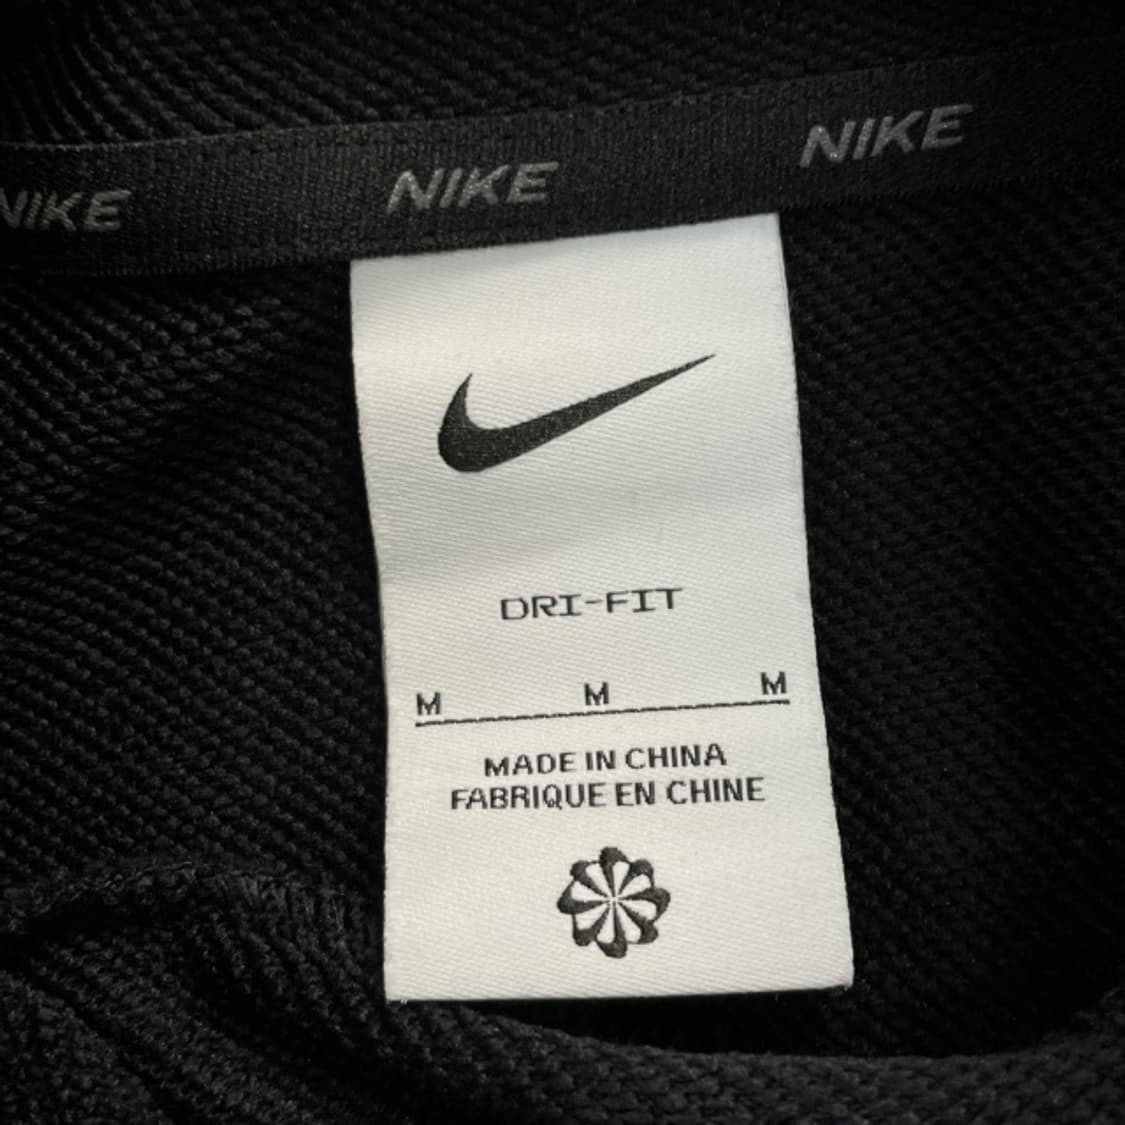 NIKE NIKE NIKE
DRI-FIT
M M M
MADE IN CHINA
FABRIQUE EN CHINE